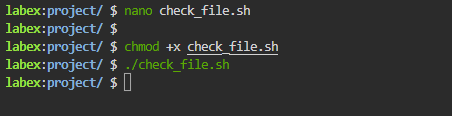 labex:project/ $ nano check_file.sh
labex:project/ $
labex:project/ $ chmod +x check_file.sh
labex:project/ $ ./check_file.sh
labex:project/ $